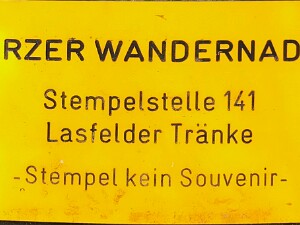 RZER WANDERNAD
Stempelstelle 141
Lasfelder Tränke
-Stempel kein Souvenir-